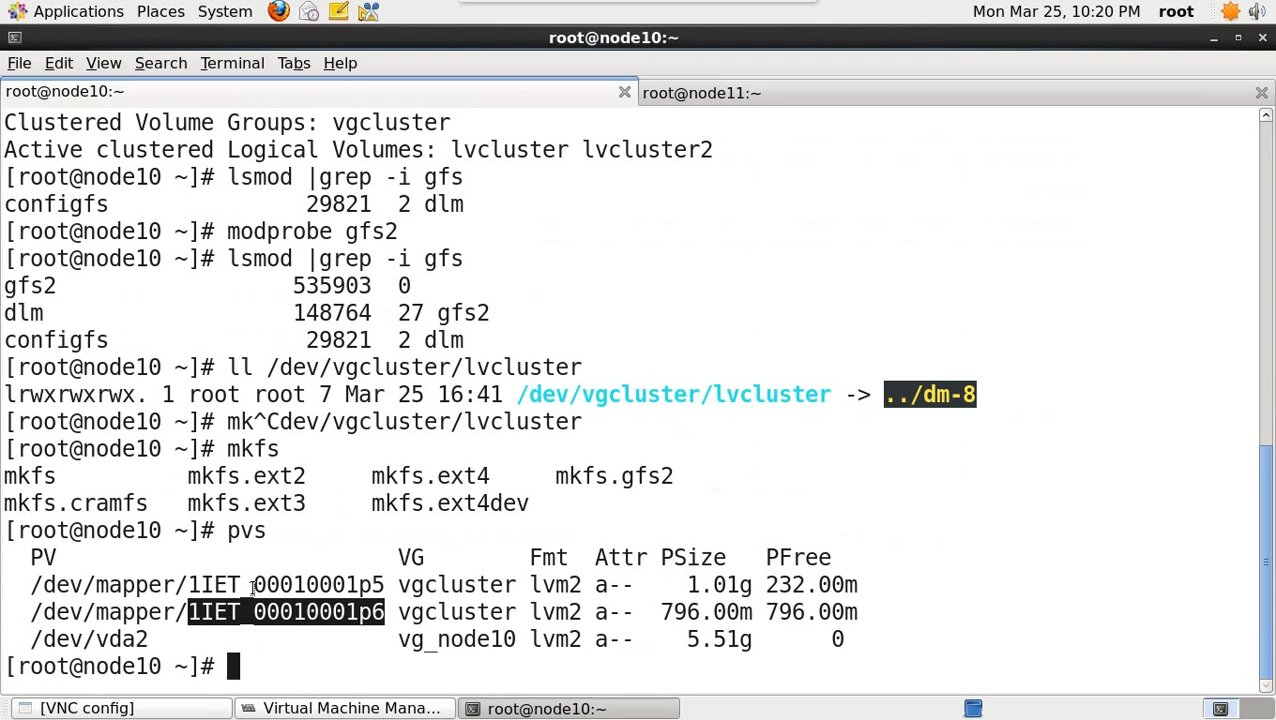 Applications Places System Mon Mar 25, 10:20 PM root
root@node10:~
File Edit View Search Terminal Tabs Help
root@node10:~ root@node11:~
Clustered Volume Groups: vgcluster
Active clustered Logical Volumes: lvcluster lvcluster2
[root@node10 ~]# lsmod |grep -i gfs
configfs 29821 2 dlm
[root@node10 ~]# modprobe gfs2
[root@node10 ~]# lsmod |grep -i gfs
gfs2 535903 0
dlm 148764 27 gfs2
configfs 29821 2 dlm
[root@node10 ~]# ll /dev/vgcluster/lvcluster
lrwxrwxrwx. 1 root root 7 Mar 25 16:41 /dev/vgcluster/lvcluster -> ../dm-8
[root@node10 ~]# mk^Cdev/vgcluster/lvcluster
[root@node10 ~]# mkfs
mkfs mkfs.ext2 mkfs.ext4 mkfs.gfs2
mkfs.cramfs mkfs.ext3 mkfs.ext4dev
[root@node10 ~]# pvs
PV VG Fmt Attr PSize PFree
/dev/mapper/1IET_00010001p5 vgcluster lvm2 a-- 1.01g 232.00m
/dev/mapper/1IET_00010001p6 vgcluster lvm2 a-- 796.00m 796.00m
/dev/vda2 vg_node10 lvm2 a-- 5.51g 0
[root@node10 ~]#
[VNC config] Virtual Machine Mana... root@node10:~